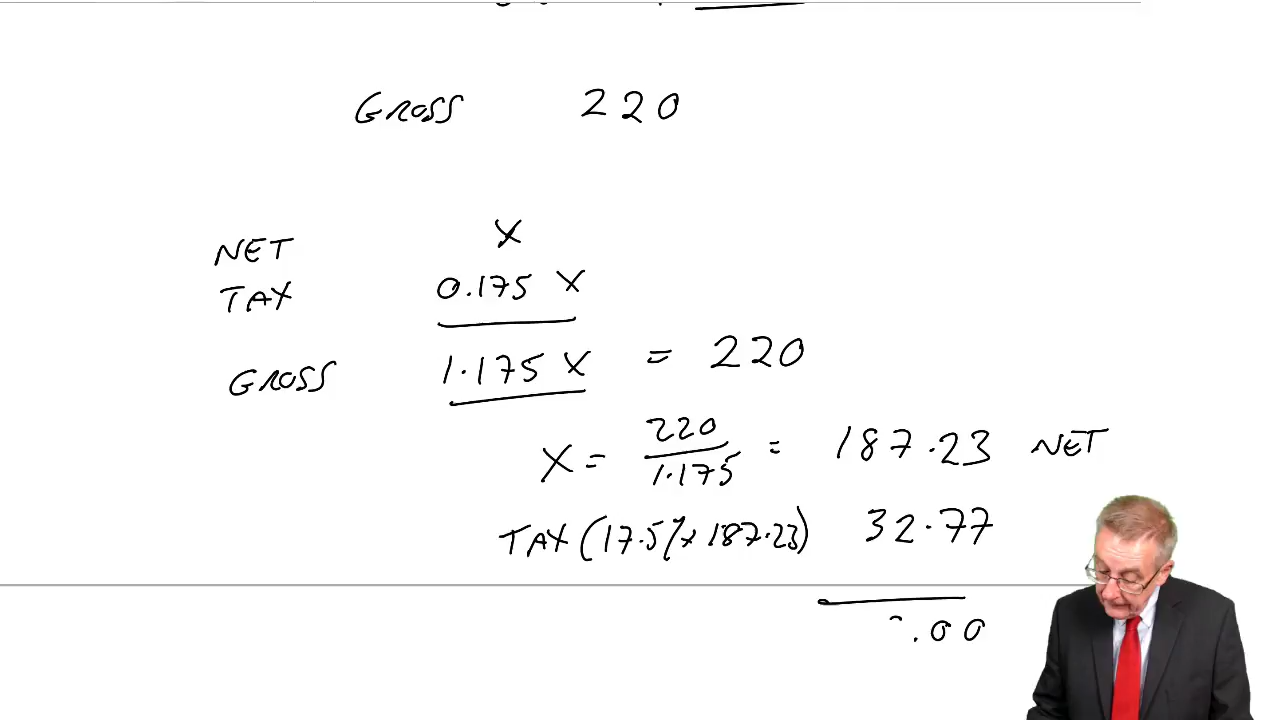 GROSS 220
NET X
TAX 0.175 X
GROSS 1.175 X = 220
X = 220/1.175 = 187.23 NET
TAX (17.5% × 187.23) 32.77
.00